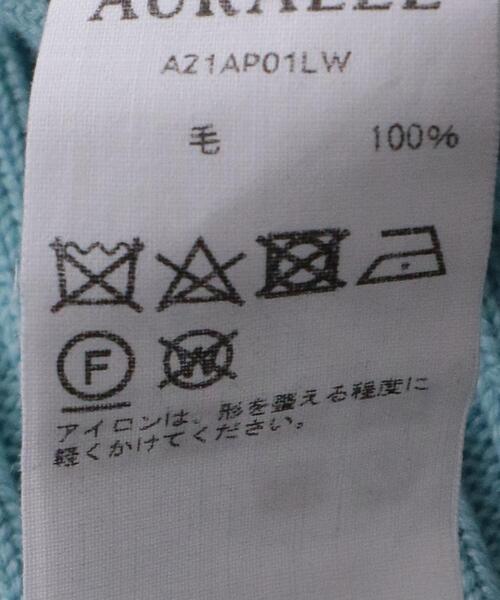 AURALEE
A21AP01LW
毛 100%
F
W
アイロンは、形を整える程度に
軽くかけてください。